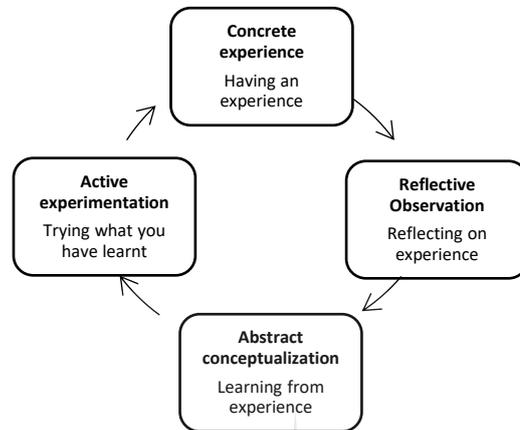 Concrete
experience
Having an
experience
Reflective
Observation
Reflecting on
experience
Abstract
conceptualization
Learning from
experience
Active
experimentation
Trying what you
have learnt